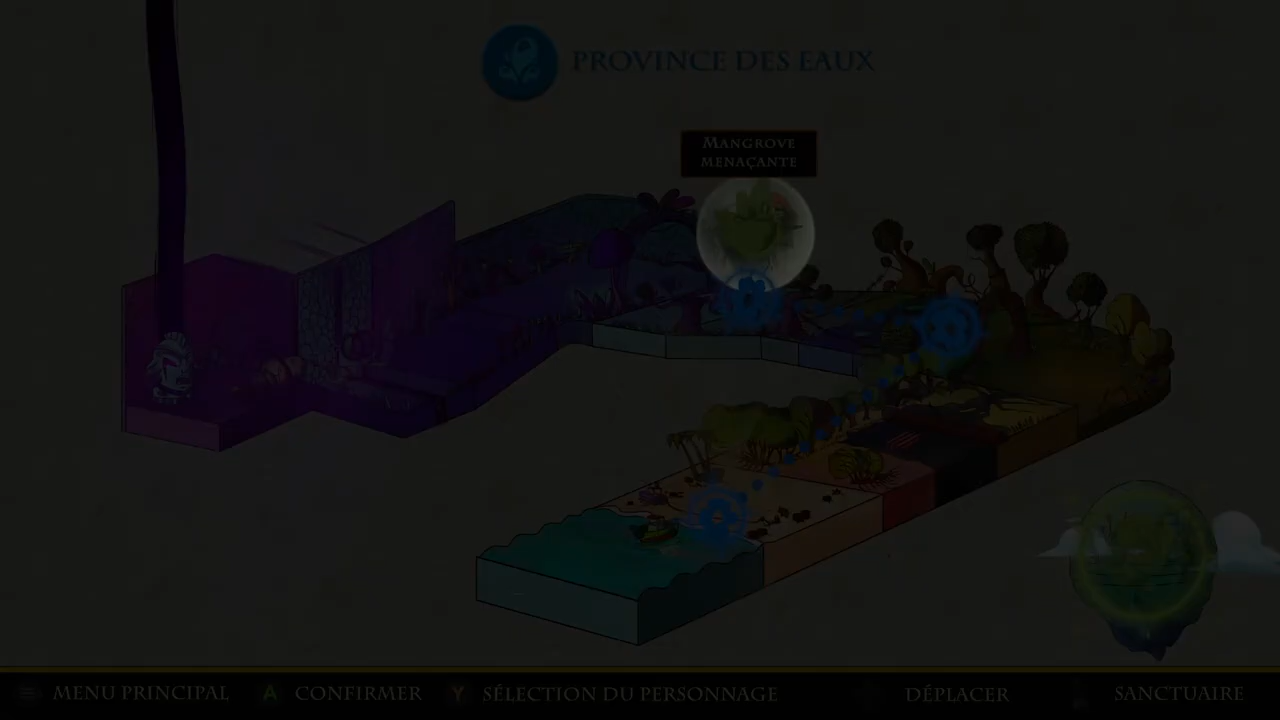 PROVINCE DES EAUX
MANGROVE
MENAÇANTE
MENU PRINCIPAL A CONFIRMER Y SÉLECTION DU PERSONNAGE DÉPLACER SANCTUAIRE